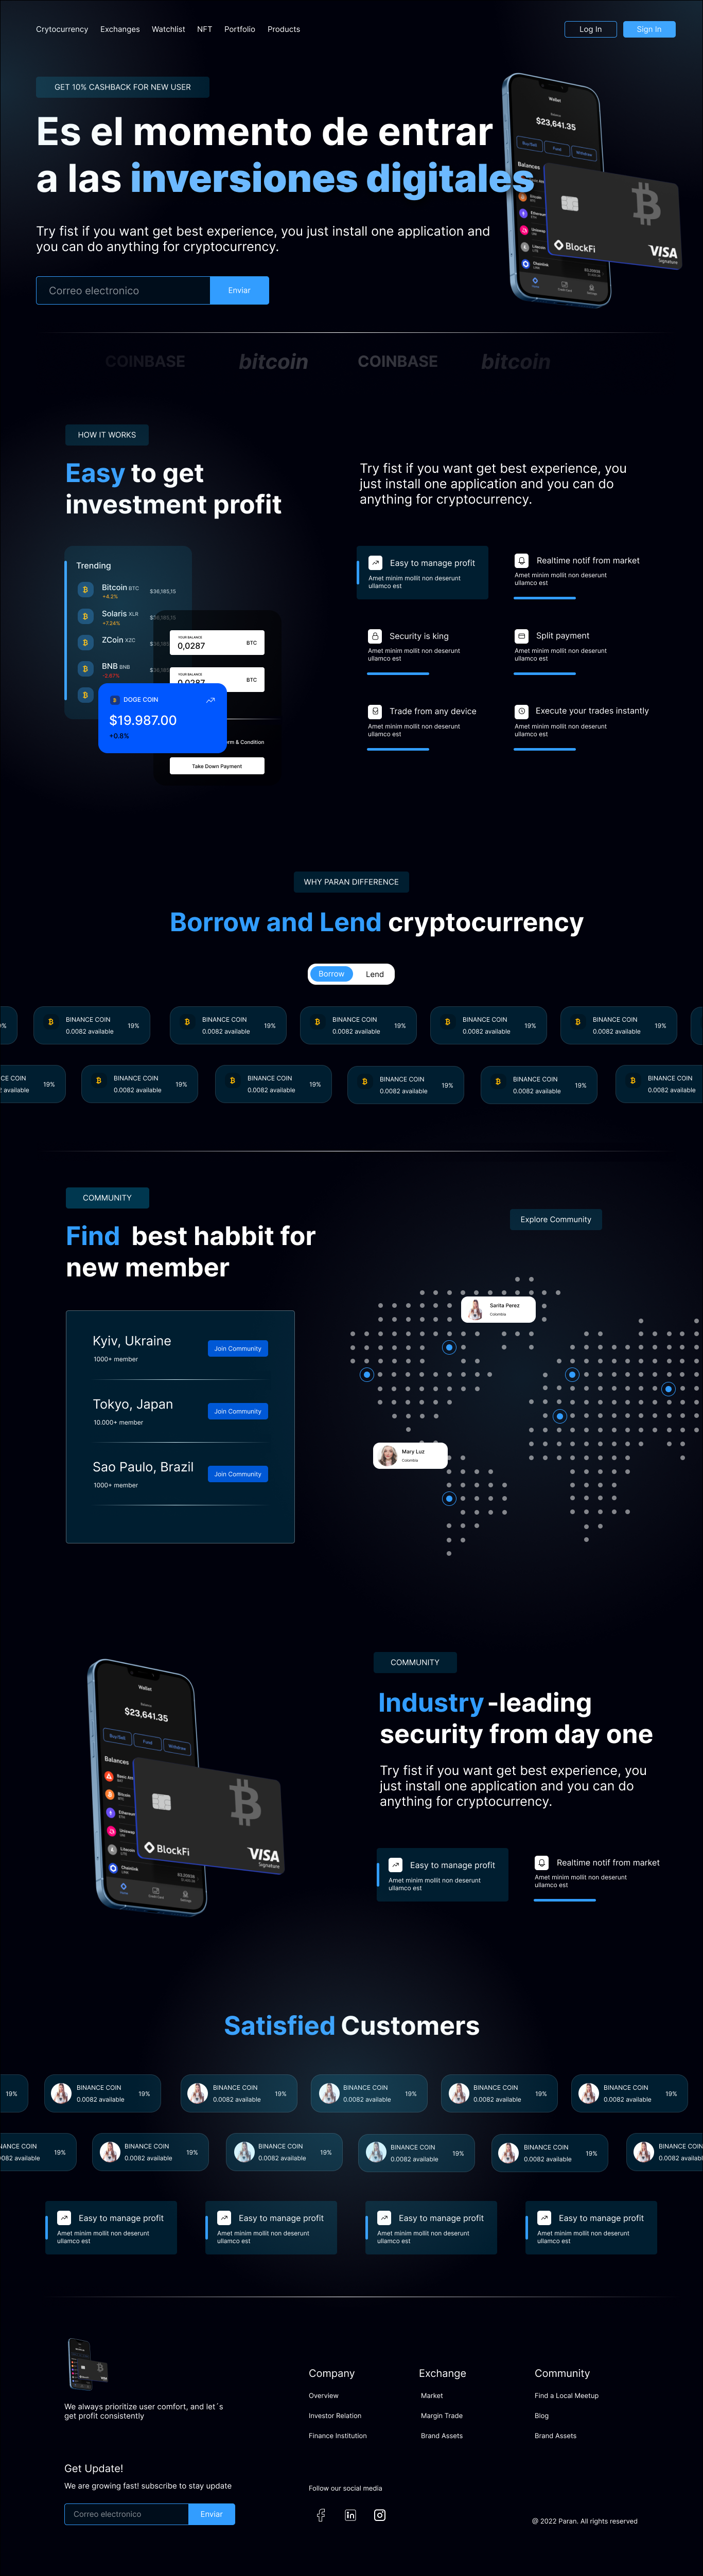 Crytocurrency Exchanges Watchlist NFT Portfolio Products Log In Sign In
GET 10% CASHBACK FOR NEW USER
Es el momento de entrar
a las inversiones digitales
Try fist if you want get best experience, you just install one application and
you can do anything for cryptocurrency.
Correo electronico Enviar
Wallet
Balance
$23,641.35
Buy/Sell Fund Withdraw
Balances
BlockFi
VISA
Signature
COINBASE bitcoin COINBASE bitcoin
HOW IT WORKS
Easy to get
investment profit
Try fist if you want get best experience, you
just install one application and you can do
anything for cryptocurrency.
Trending
Bitcoin BTC $38,185,15
+4.2%
Solaris XLR $38,185,15
+7.24%
ZCoin XZC $38,185
BNB BNB $38,185
-2.67%
YOUR BALANCE
0,0287 BTC
YOUR BALANCE
0,0287 BTC
DOGE COIN
$19.987.00
+0.8%
rm & Condition
Take Down Payment
Easy to manage profit
Amet minim mollit non deserunt
ullamco est
Realtime notif from market
Amet minim mollit non deserunt
ullamco est
Security is king
Amet minim mollit non deserunt
ullamco est
Split payment
Amet minim mollit non deserunt
ullamco est
Trade from any device
Amet minim mollit non deserunt
ullamco est
Execute your trades instantly
Amet minim mollit non deserunt
ullamco est
WHY PARAN DIFFERENCE
Borrow and Lend cryptocurrency
Borrow Lend
% BINANCE COIN BINANCE COIN BINANCE COIN BINANCE COIN BINANCE COIN
0.0082 available 19% 0.0082 available 19% 0.0082 available 19% 0.0082 available 19% 0.0082 available 19%
CE COIN BINANCE COIN BINANCE COIN BINANCE COIN BINANCE COIN BINANCE COIN
available 19% 0.0082 available 19% 0.0082 available 19% 0.0082 available 19% 0.0082 available 19% 0.0082 available
COMMUNITY
Find best habbit for
new member
Explore Community
Kyiv, Ukraine
1000+ member
Join Community
Tokyo, Japan
10.000+ member
Join Community
Sao Paulo, Brazil
1000+ member
Join Community
Sarita Perez
Colombia
Mary Luz
Colombia
Wallet
Balance
$23,641.35
Buy/Sell Fund Withdraw
Balances
BlockFi
VISA
Signature
COMMUNITY
Industry-leading
security from day one
Try fist if you want get best experience, you
just install one application and you can do
anything for cryptocurrency.
Easy to manage profit
Amet minim mollit non deserunt
ullamco est
Realtime notif from market
Amet minim mollit non deserunt
ullamco est
Satisfied Customers
19% BINANCE COIN BINANCE COIN BINANCE COIN BINANCE COIN BINANCE COIN
0.0082 available 19% 0.0082 available 19% 0.0082 available 19% 0.0082 available 19% 0.0082 available 19%
NANCE COIN BINANCE COIN BINANCE COIN BINANCE COIN BINANCE COIN BINANCE COIN
082 available 19% 0.0082 available 19% 0.0082 available 19% 0.0082 available 19% 0.0082 available 19% 0.0082 availabl
Easy to manage profit
Amet minim mollit non deserunt
ullamco est
Easy to manage profit
Amet minim mollit non deserunt
ullamco est
Easy to manage profit
Amet minim mollit non deserunt
ullamco est
Easy to manage profit
Amet minim mollit non deserunt
ullamco est
We always prioritize user comfort, and let´s
get profit consistently
Company
Overview
Investor Relation
Finance Institution
Exchange
Market
Margin Trade
Brand Assets
Community
Find a Local Meetup
Blog
Brand Assets
Get Update!
We are growing fast! subscribe to stay update
Correo electronico Enviar
Follow our social media
@ 2022 Paran. All rights reserved